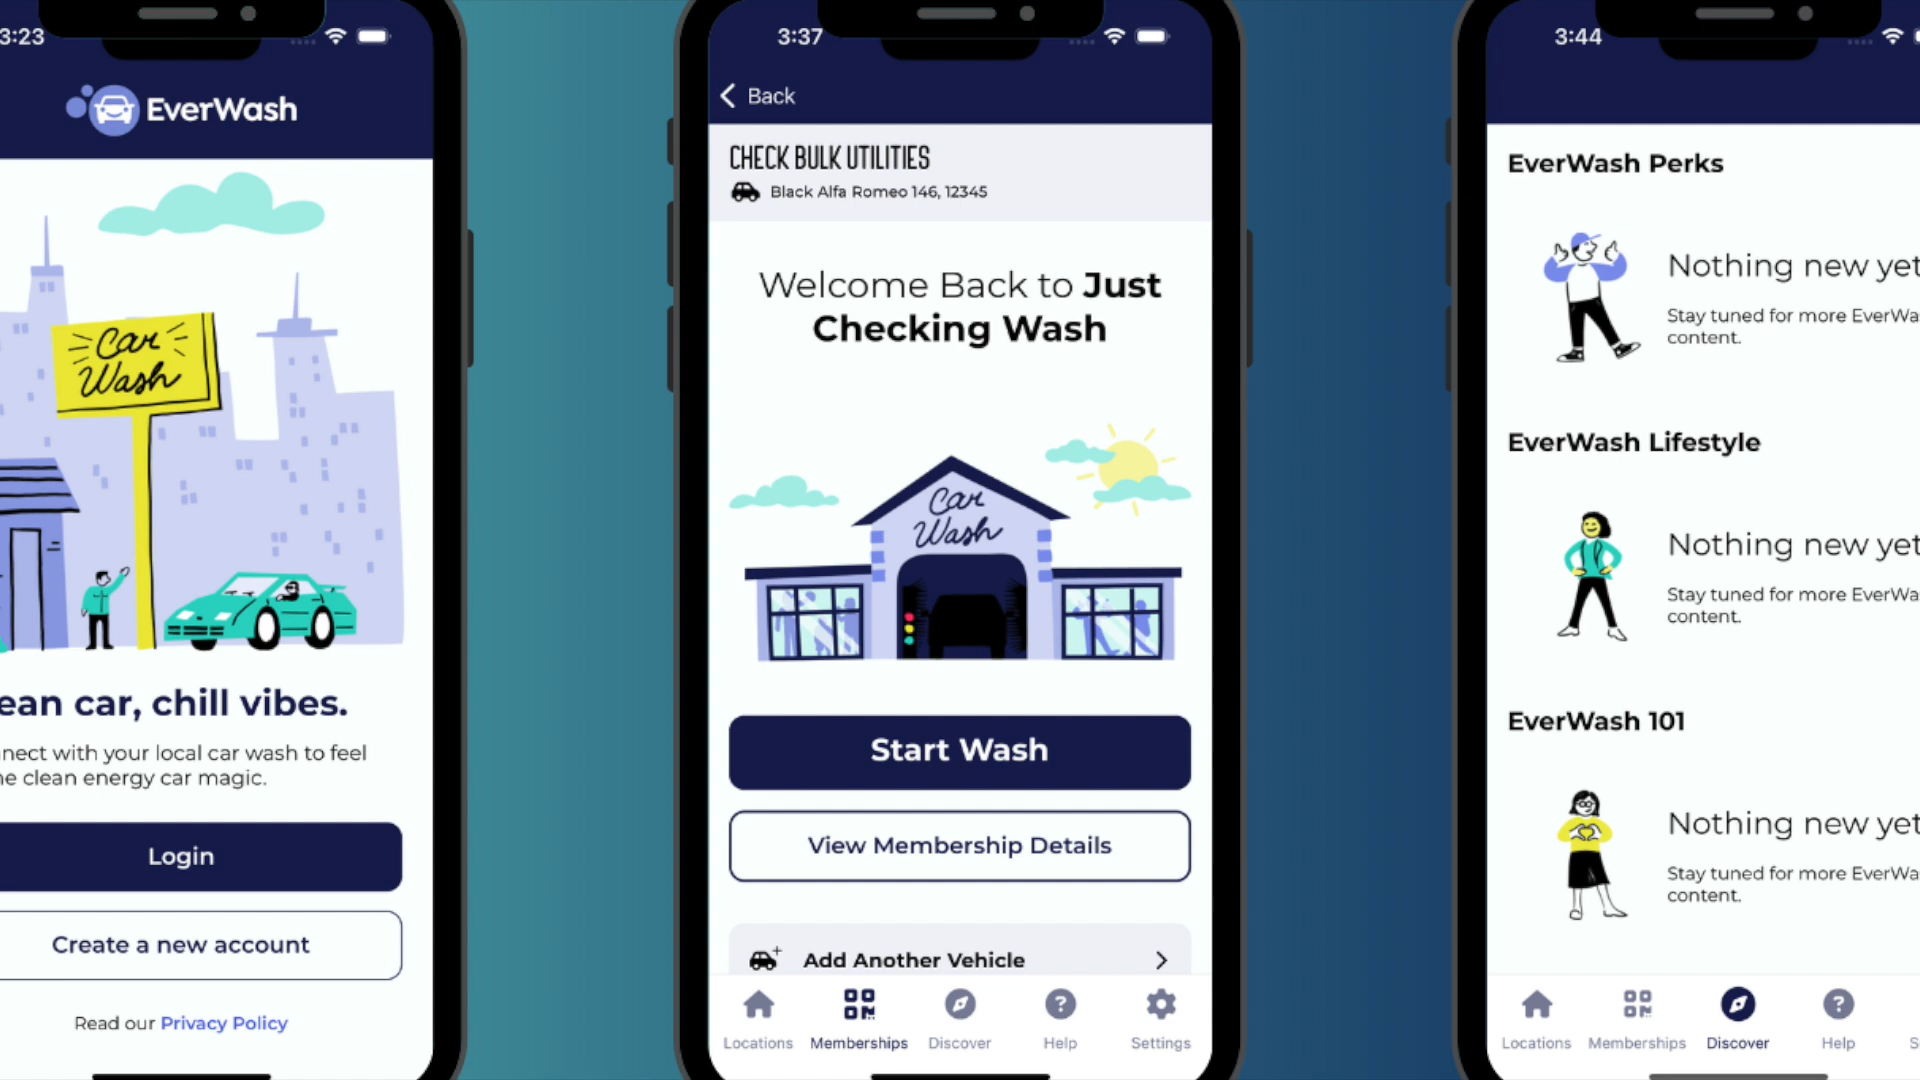 3:23
EverWash
Car
Wash
ean car, chill vibes.
nect with your local car wash to feel
e clean energy car magic.
Login
Create a new account
Read our Privacy Policy
3:37
Back
CHECK BULK UTILITIES
Black Alfa Romeo 146, 12345
Welcome Back to Just
Checking Wash
Car
Wash
Start Wash
View Membership Details
Add Another Vehicle
Locations
Memberships
Discover
Help
Settings
3:44
EverWash Perks
Nothing new yet
Stay tuned for more EverWas
content.
EverWash Lifestyle
Nothing new yet
Stay tuned for more EverWas
content.
EverWash 101
Nothing new yet
Stay tuned for more EverWas
content.
Locations
Memberships
Discover
Help
S